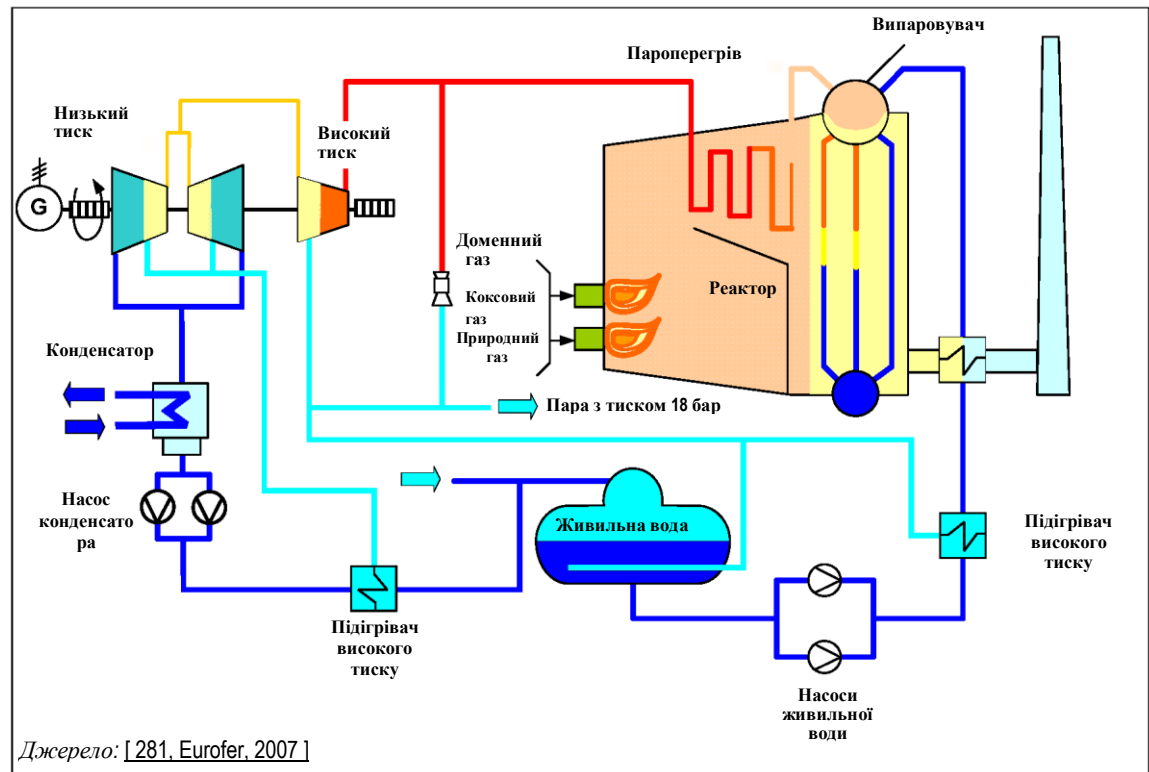 Випаровувач
Пароперегрів
Низький
тиск
Високий
тиск
G
Доменний
газ
Коксовий
газ
Природний
газ
Реактор
Конденсатор
Пара з тиском 18 бар
Насос
конденсато
ра
Живильна вода
Підігрівач
високого
тиску
Підігрівач
високого
тиску
Насоси
живильної
води
Джерело: [ 281, Eurofer, 2007 ]